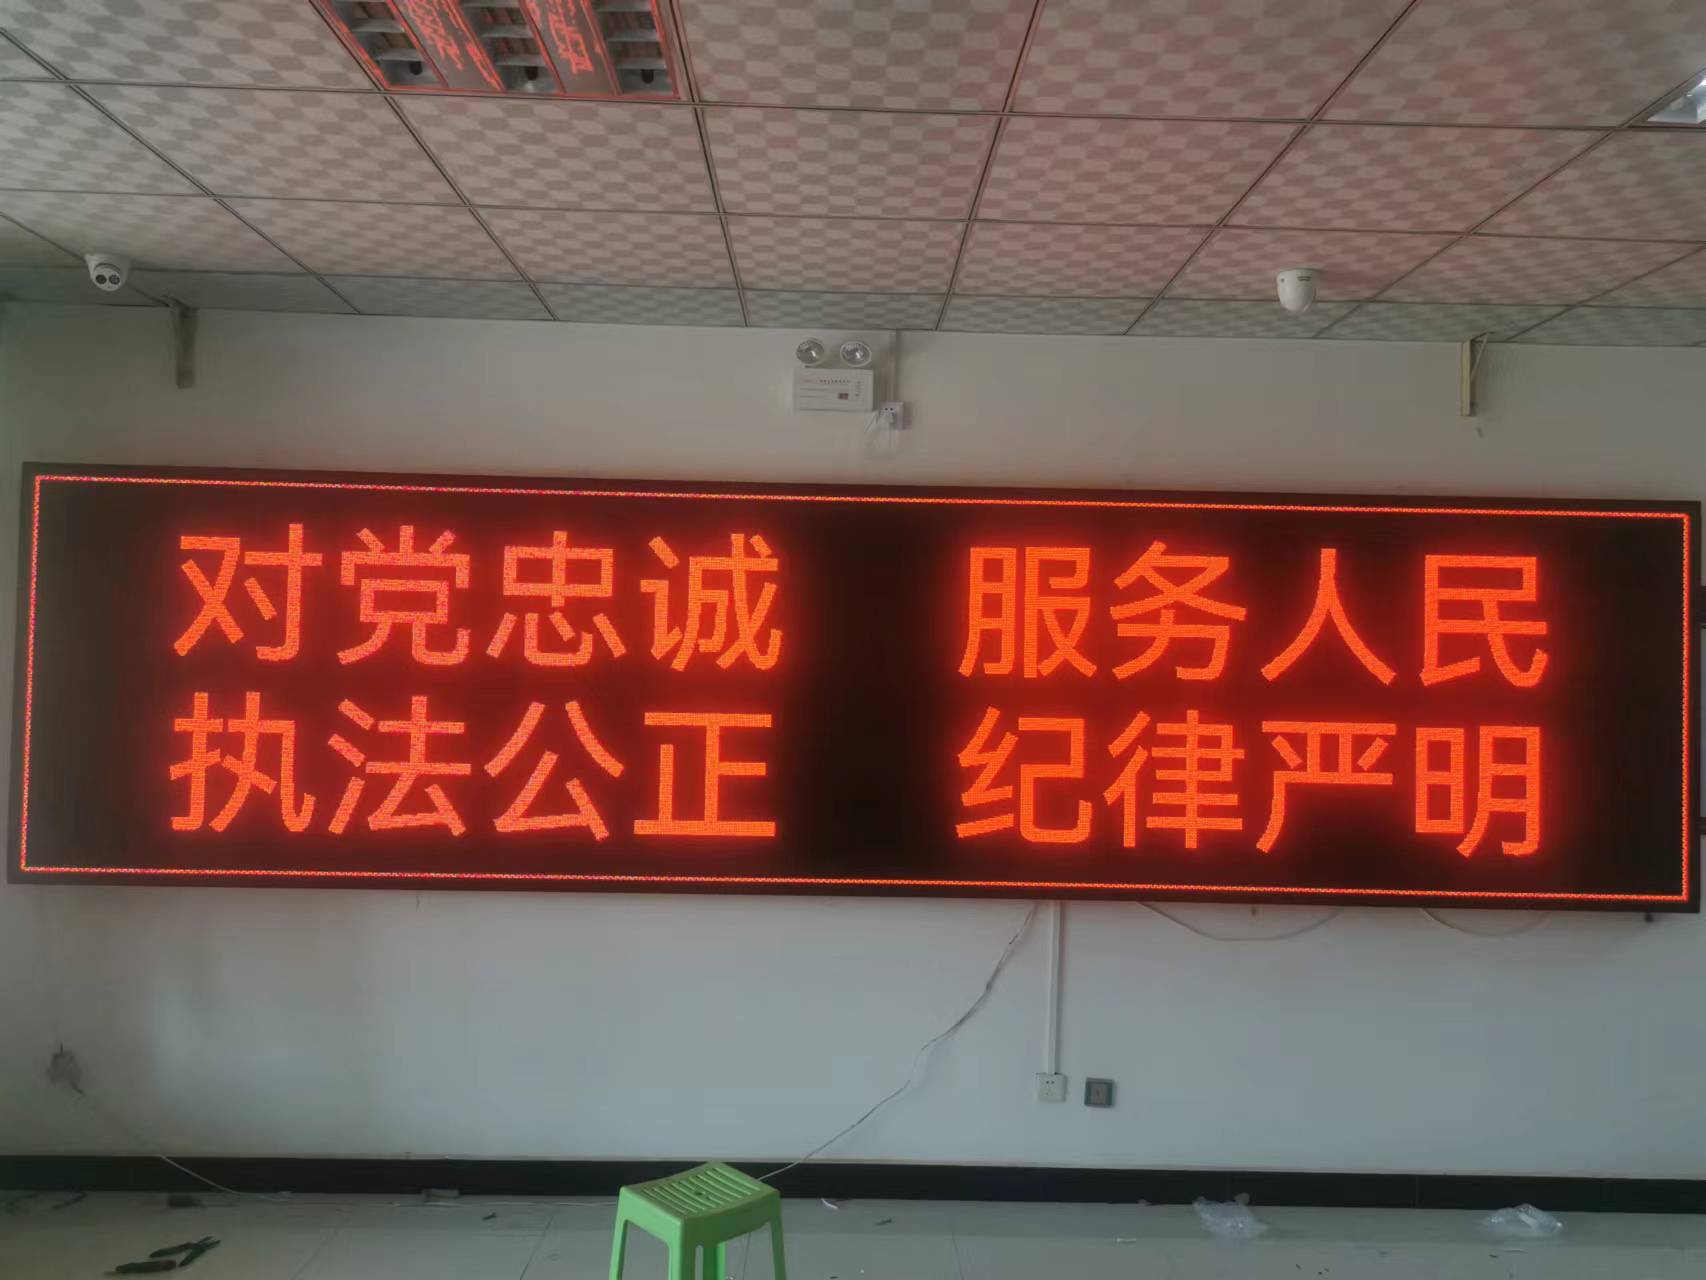 对党忠诚 服务人民
执法公正 纪律严明